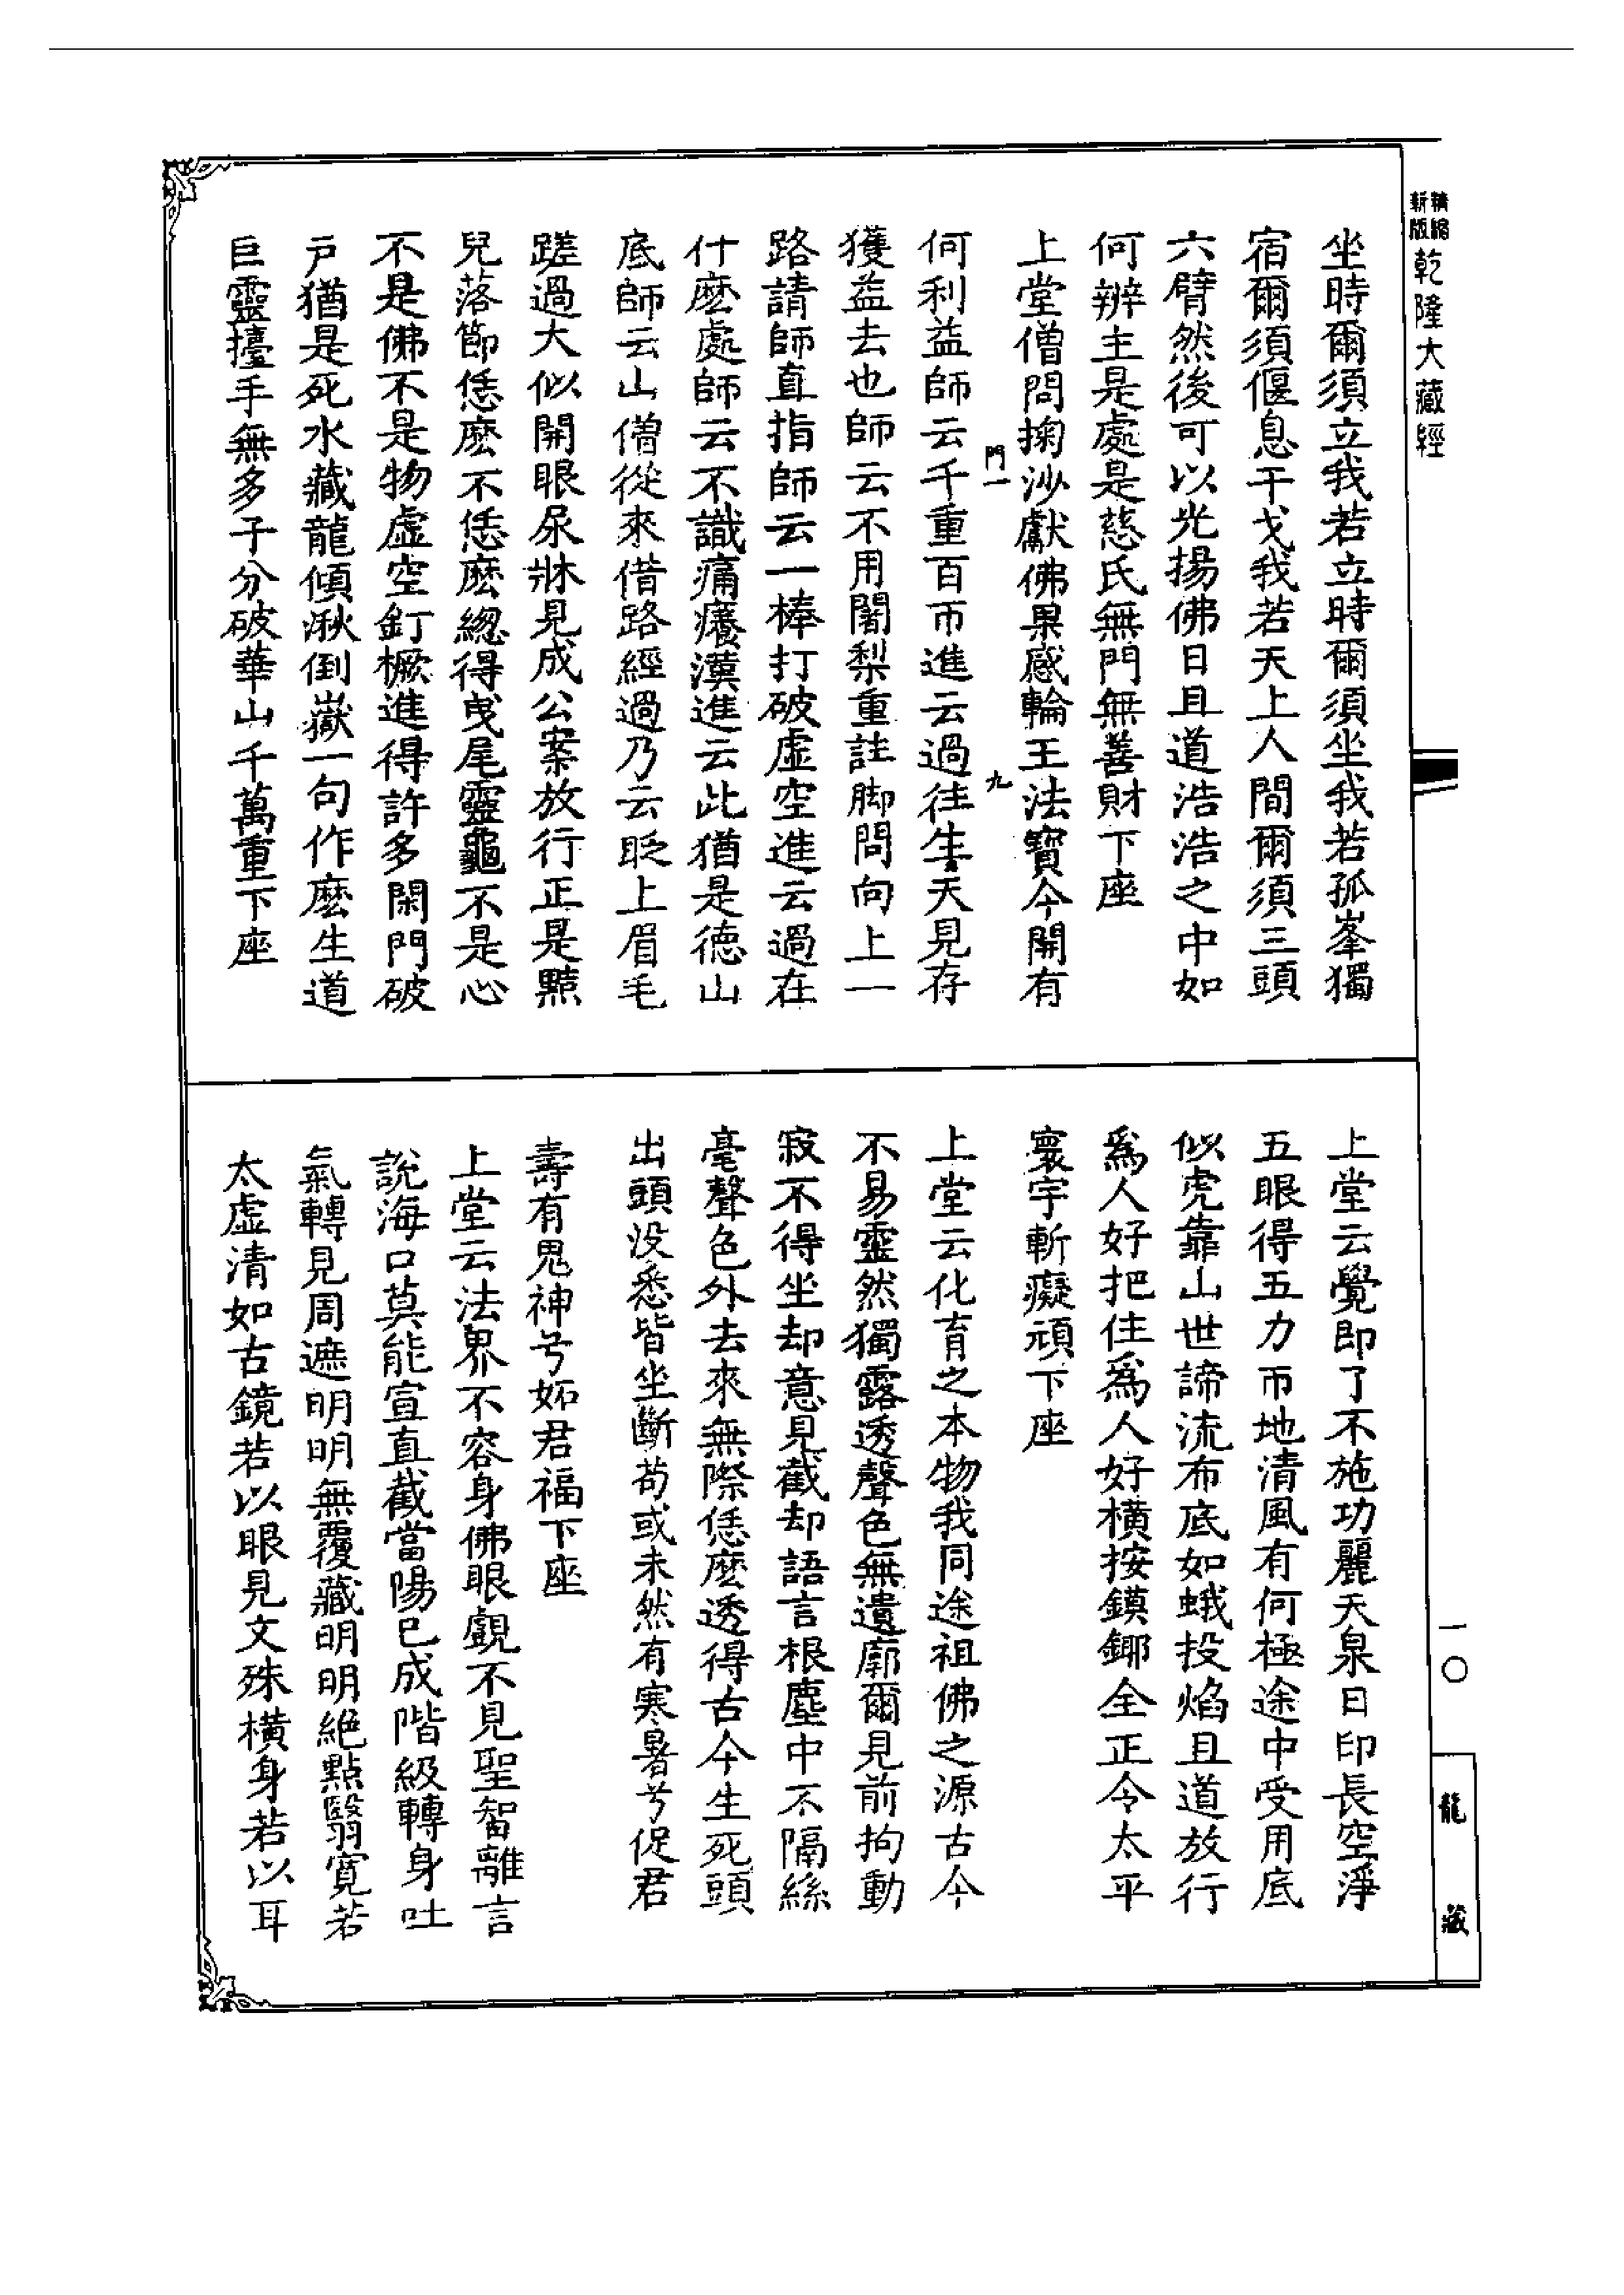 精縮新版乾隆大藏經
坐時爾須立我若立時爾須坐我若孤峯獨
宿爾須偃息干戈我若天上人間爾須三頭
六臂然後可以光揚佛日且道浩浩之中如
何辨主是處是慈氏無門無善財下座
上堂僧問掬沙獻佛果感輪王法寶今開有
門一 九
何利益師云千重百帀進云過往生天見存
獲益去也師云不用闍梨重註脚問向上一
路請師直指師云一棒打破虛空進云過在
什麽處師云不識痛癢漢進云此猶是德山
底師云山僧從來借路經過乃云眨上眉毛
蹉過大似開眼尿牀見成公案放行正是㸃
兒落節恁麽不恁麽緫得曳尾靈龜不是心
不是佛不是物虛空釘橛進得許多閑門破
戶猶是死水藏龍傾湫倒嶽一句作麽生道
巨靈擡手無多子分破華山千萬重下座
上堂云覺即了不施功麗天杲日印長空淨
五眼得五力帀地清風有何極途中受用底
似虎靠山世諦流布底如蛾投焰且道放行
爲人好把住爲人好橫按鏌鎁全正令太平
寰宇斬癡頑下座
上堂云化育之本物我同途祖佛之源古今
不易靈然獨露透聲色無遺廓爾見前拘動
寂不得坐却意見截却語言根塵中不隔絲
毫聲色外去來無際恁麽透得古今生死頭
出頭没悉皆坐斷苟或未然有寒暑兮促君
壽有鬼神兮妬君福下座
上堂云法界不容身佛眼覷不見聖智離言
說海口莫能宣直截當陽已成階級轉身吐
氣轉見周遮明明無覆藏明明絕點翳寬若
太虛清如古鏡若以眼見文殊橫身若以耳
一〇
龍藏